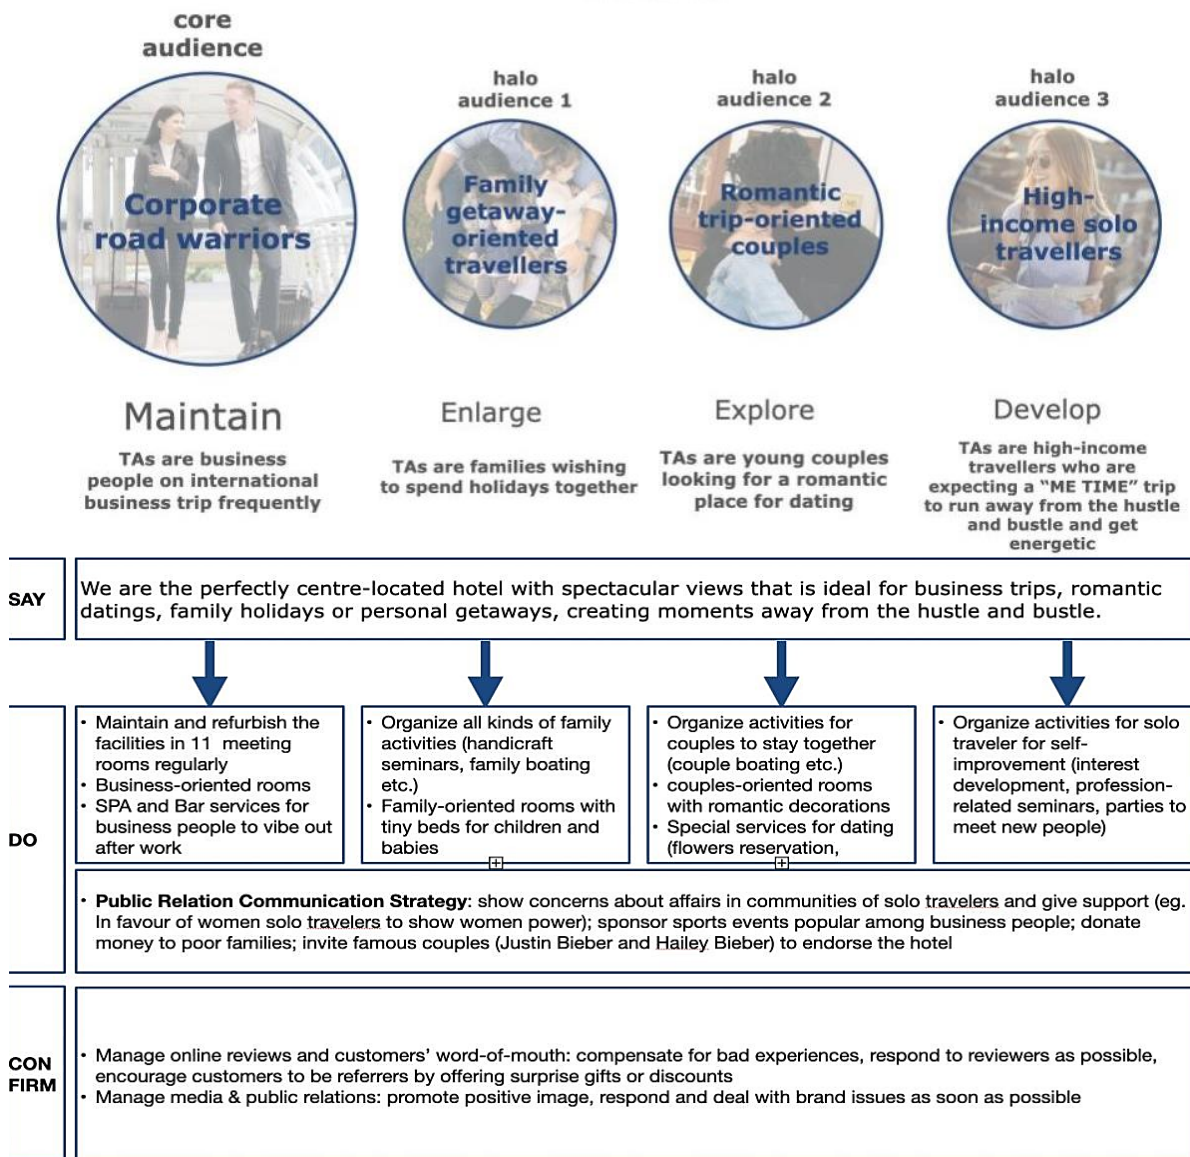 core
audience
halo
audience 1
halo
audience 2
halo
audience 3
Corporate
road warriors
Family
getaway-
oriented
travellers
Romantic
trip-oriented
couples
High-
income solo
travellers
Maintain
Enlarge
Explore
Develop
TAs are business
people on international
business trip frequently
TAs are families wishing
to spend holidays together
TAs are young couples
looking for a romantic
place for dating
TAs are high-income
travellers who are
expecting a “ME TIME” trip
to run away from the hustle
and bustle and get
energetic
SAY
We are the perfectly centre-located hotel with spectacular views that is ideal for business trips, romantic
datings, family holidays or personal getaways, creating moments away from the hustle and bustle.
DO
• Maintain and refurbish the
facilities in 11 meeting
rooms regularly
• Business-oriented rooms
• SPA and Bar services for
business people to vibe out
after work
• Organize all kinds of family
activities (handicraft
seminars, family boating
etc.)
• Family-oriented rooms with
tiny beds for children and
babies
• Organize activities for
couples to stay together
(couple boating etc.)
• couples-oriented rooms
with romantic decorations
• Special services for dating
(flowers reservation,
• Organize activities for solo
traveler for self-
improvement (interest
development, profession-
related seminars, parties to
meet new people)
• Public Relation Communication Strategy: show concerns about affairs in communities of solo travelers and give support (eg.
In favour of women solo travelers to show women power); sponsor sports events popular among business people; donate
money to poor families; invite famous couples (Justin Bieber and Hailey Bieber) to endorse the hotel
CON
FIRM
• Manage online reviews and customers’ word-of-mouth: compensate for bad experiences, respond to reviewers as possible,
encourage customers to be referrers by offering surprise gifts or discounts
• Manage media & public relations: promote positive image, respond and deal with brand issues as soon as possible